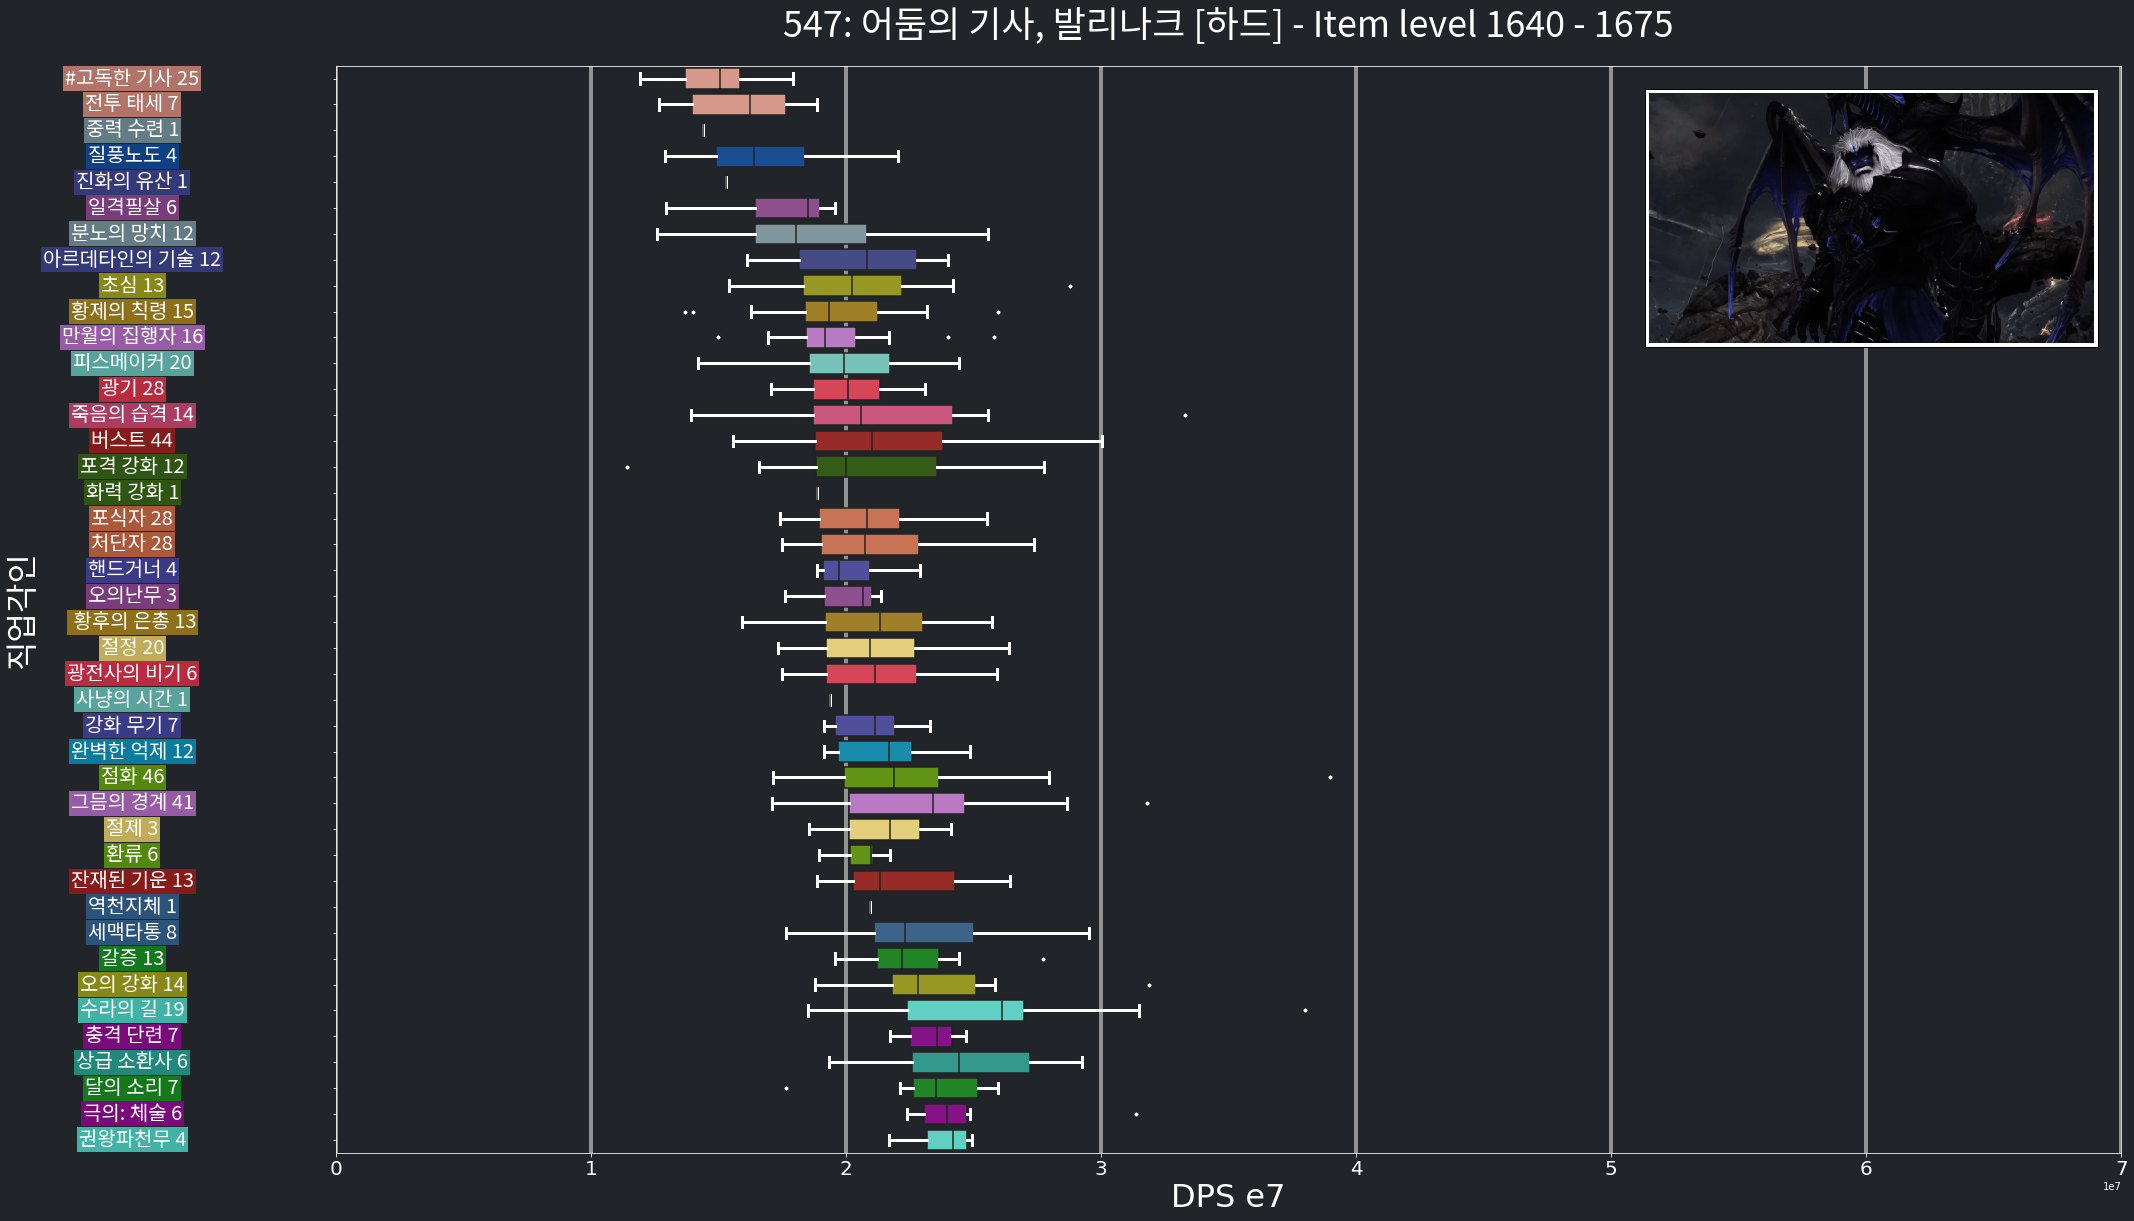 547: 어둠의 기사, 발리나크 [하드] - Item level 1640 - 1675
직업각인
#고독한 기사 25
전투 태세 7
중력 수련 1
질풍노도 4
진화의 유산 1
일격필살 6
분노의 망치 12
아르데타인의 기술 12
초심 13
황제의 칙령 15
만월의 집행자 16
피스메이커 20
광기 28
죽음의 습격 14
버스트 44
포격 강화 12
화력 강화 1
포식자 28
처단자 28
핸드거너 4
오의난무 3
황후의 은총 13
절정 20
광전사의 비기 6
사냥의 시간 1
강화 무기 7
완벽한 억제 12
점화 46
그믐의 경계 41
절제 3
환류 6
잔재된 기운 13
역천지체 1
세맥타통 8
갈증 13
오의 강화 14
수라의 길 19
충격 단련 7
상급 소환사 6
달의 소리 7
극의: 체술 6
권왕파천무 4
0 1 2 3 4 5 6 7
1e7
DPS e7